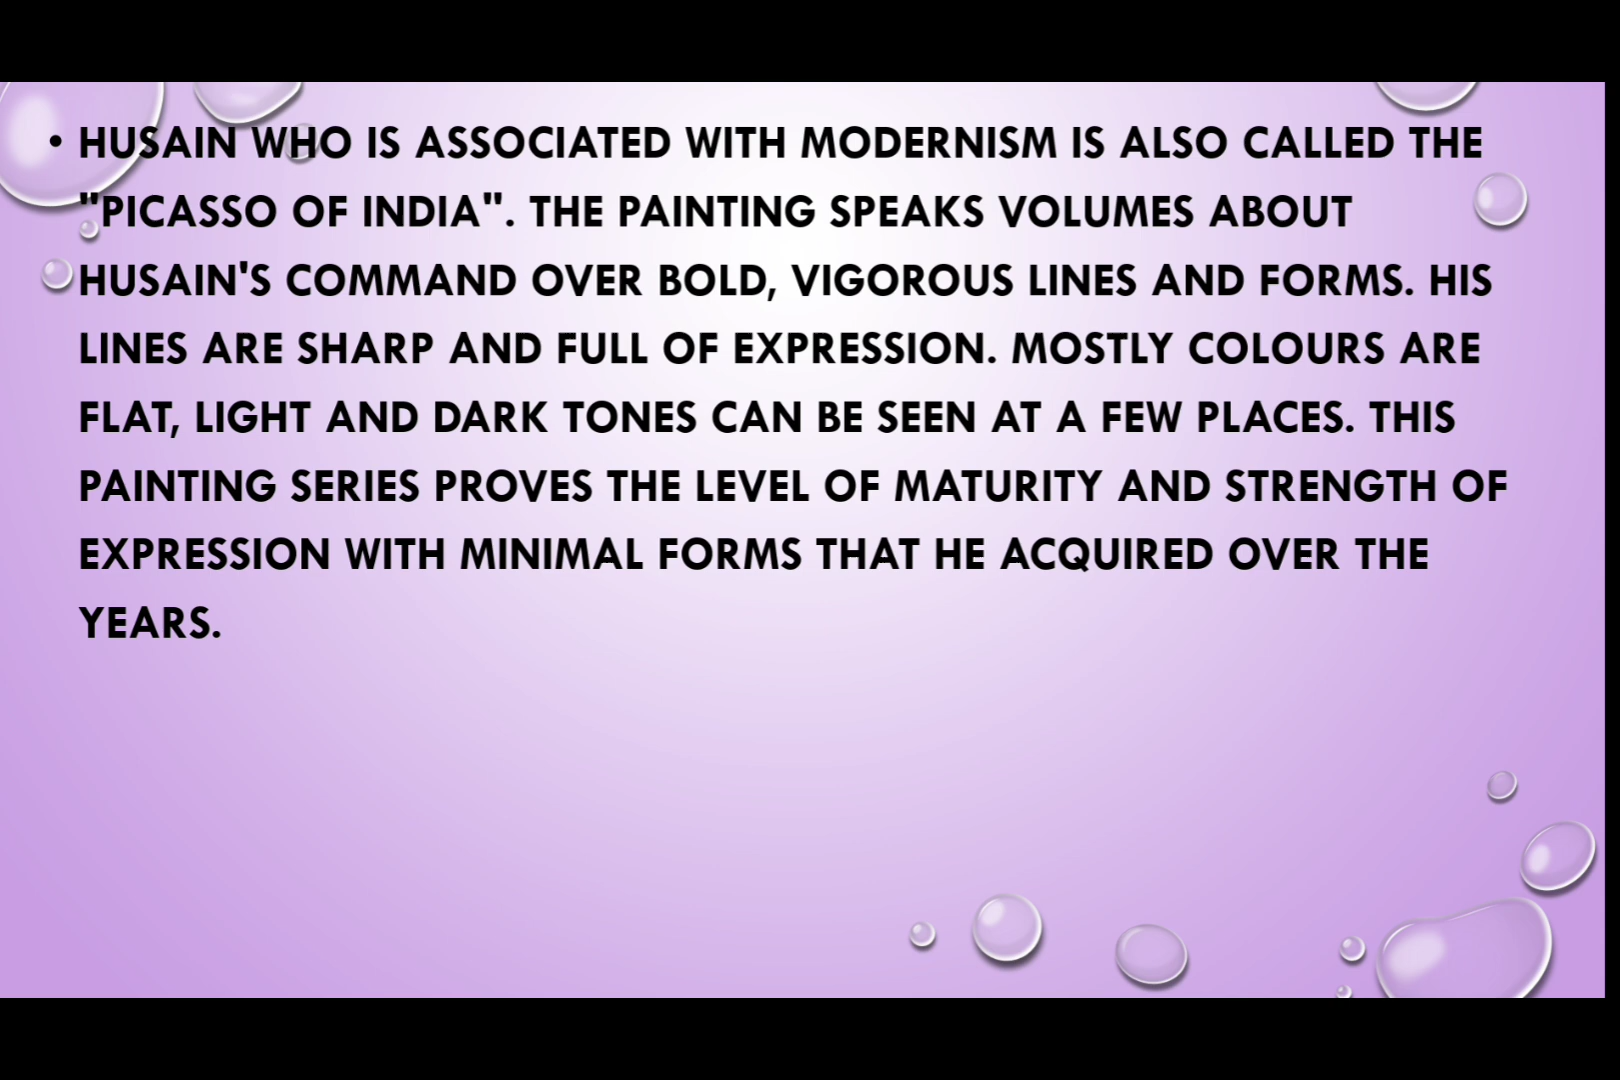 • HUSAIN WHO IS ASSOCIATED WITH MODERNISM IS ALSO CALLED THE
"PICASSO OF INDIA". THE PAINTING SPEAKS VOLUMES ABOUT
HUSAIN'S COMMAND OVER BOLD, VIGOROUS LINES AND FORMS. HIS
LINES ARE SHARP AND FULL OF EXPRESSION. MOSTLY COLOURS ARE
FLAT, LIGHT AND DARK TONES CAN BE SEEN AT A FEW PLACES. THIS
PAINTING SERIES PROVES THE LEVEL OF MATURITY AND STRENGTH OF
EXPRESSION WITH MINIMAL FORMS THAT HE ACQUIRED OVER THE
YEARS.